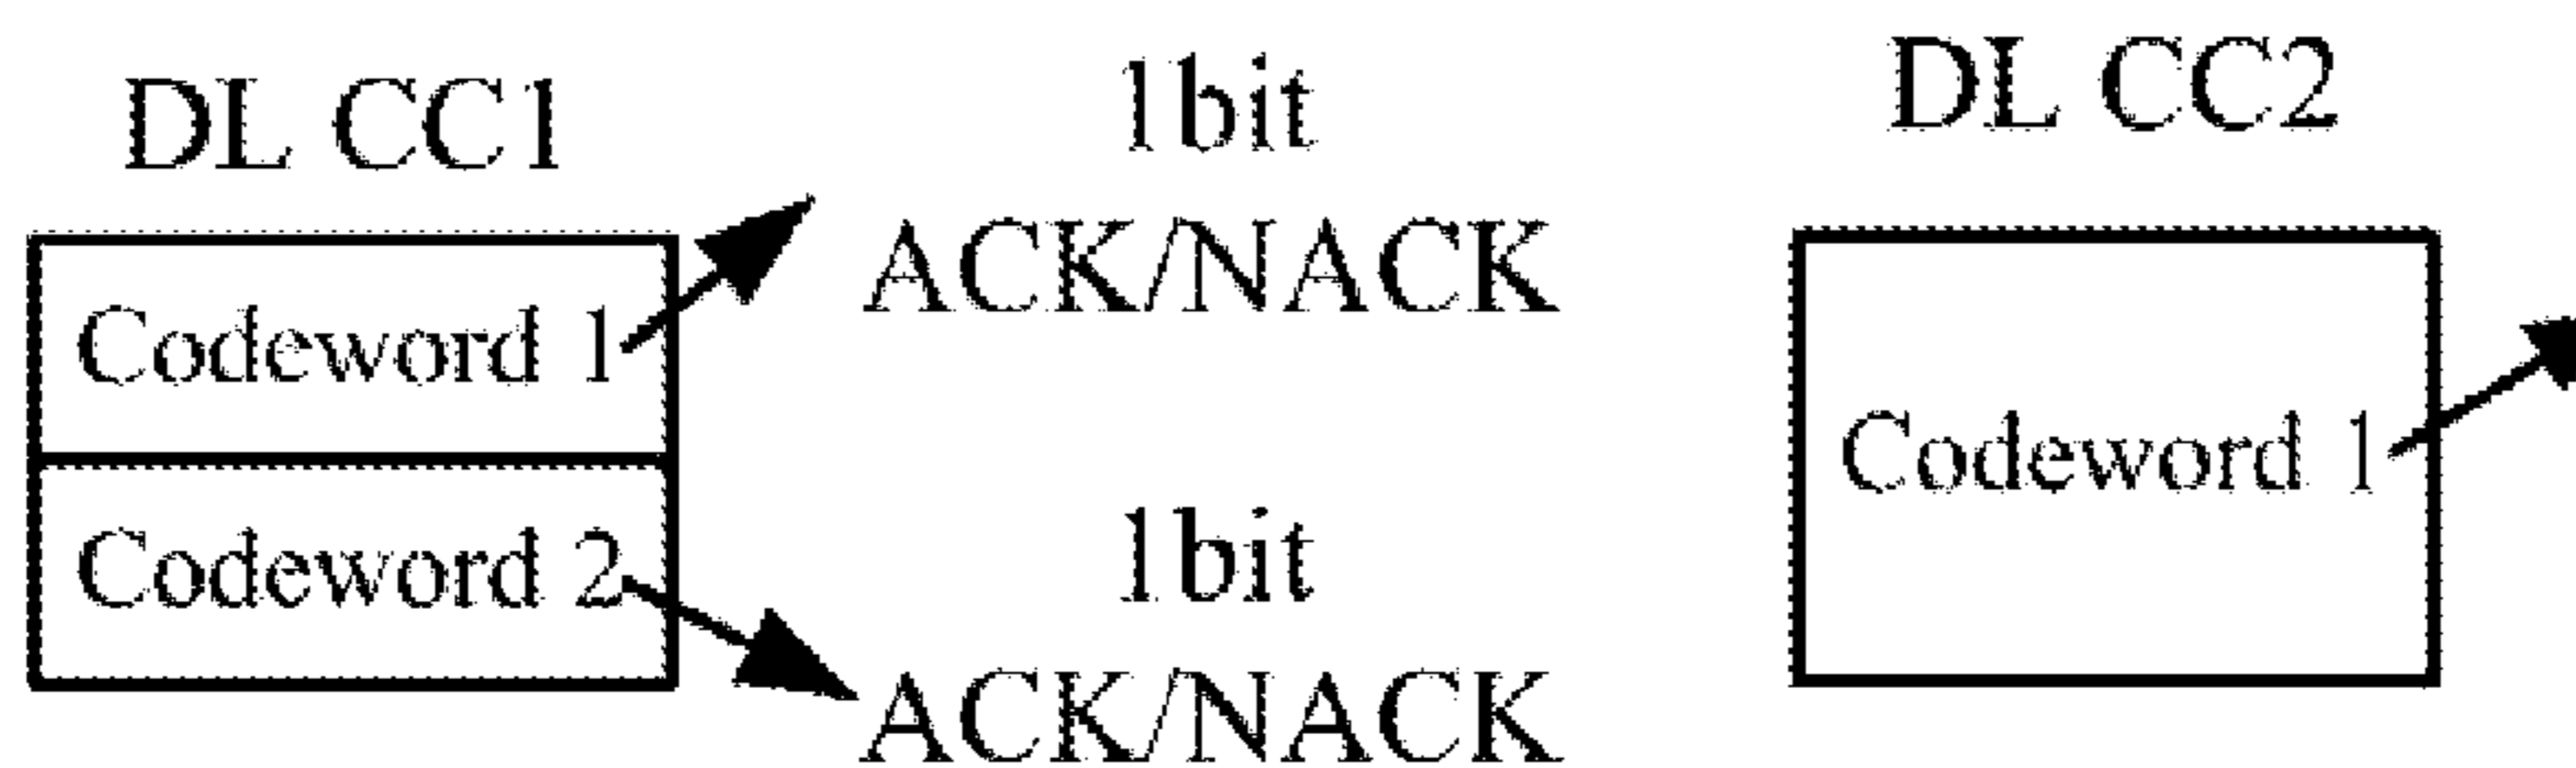 DL CC1
1bit
ACK/NACK
Codeword 1
Codeword 2
1bit
ACK/NACK
DL CC2
Codeword 1